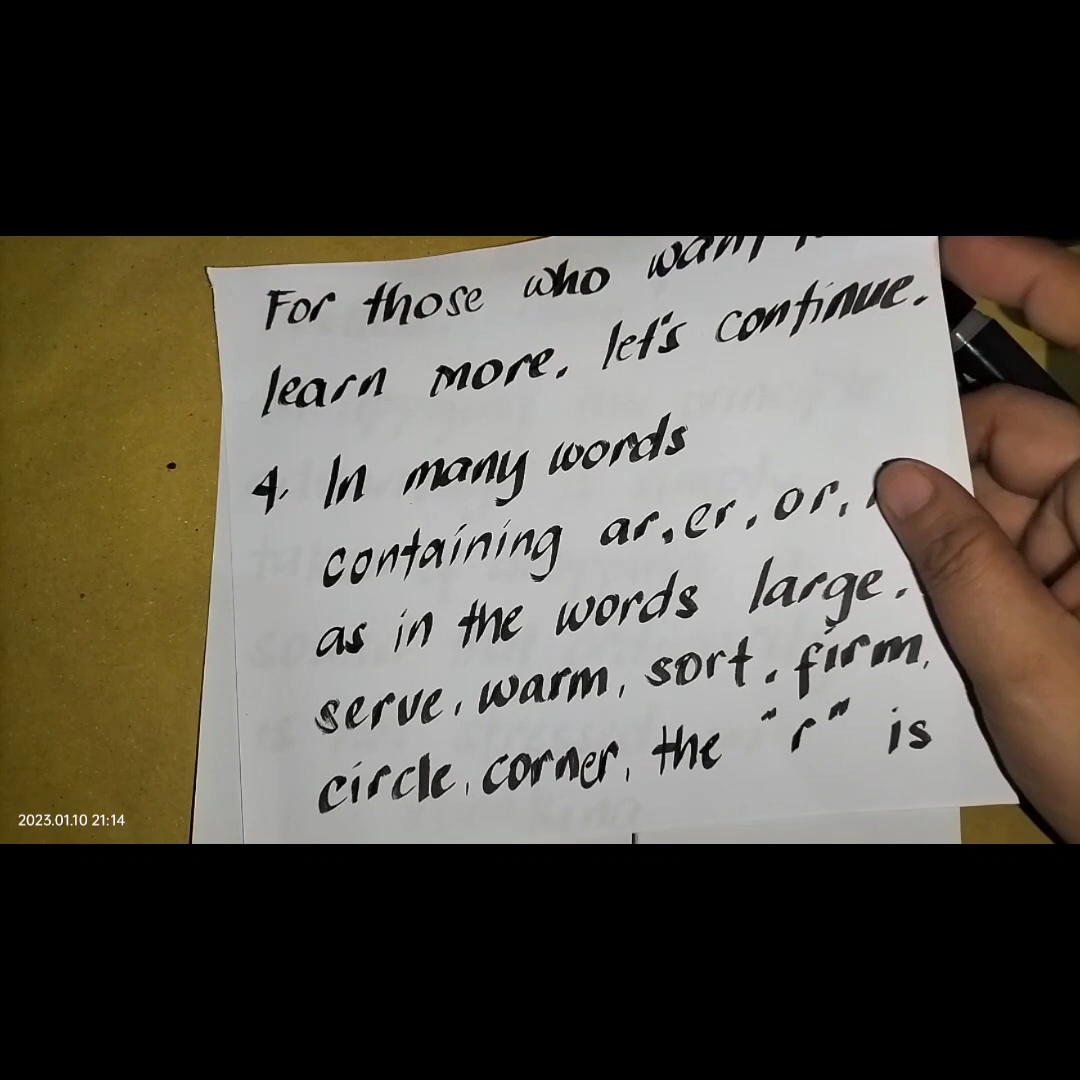 For those who want
learn more, let's continue.
4. In many words
containing ar, er, or,
as in the words large,
serve, warm, sort, firm,
circle, corner, the "r" is
2023.01.10 21:14